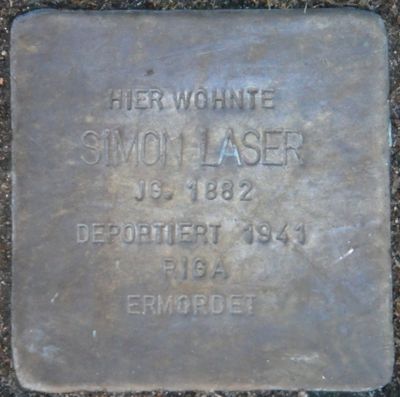 HIER WOHNTE
SIMON LASER
JG. 1882
DEPORTIERT 1941
RIGA
ERMORDET